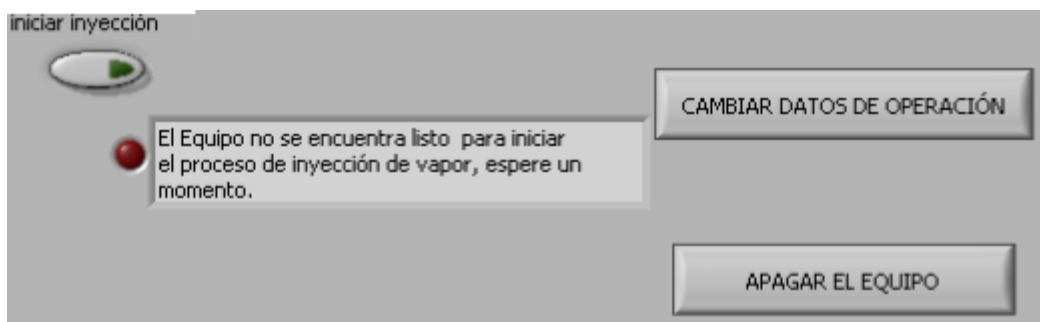 iniciar inyección
CAMBIAR DATOS DE OPERACIÓN
El Equipo no se encuentra listo para iniciar
el proceso de inyección de vapor, espere un
momento.
APAGAR EL EQUIPO